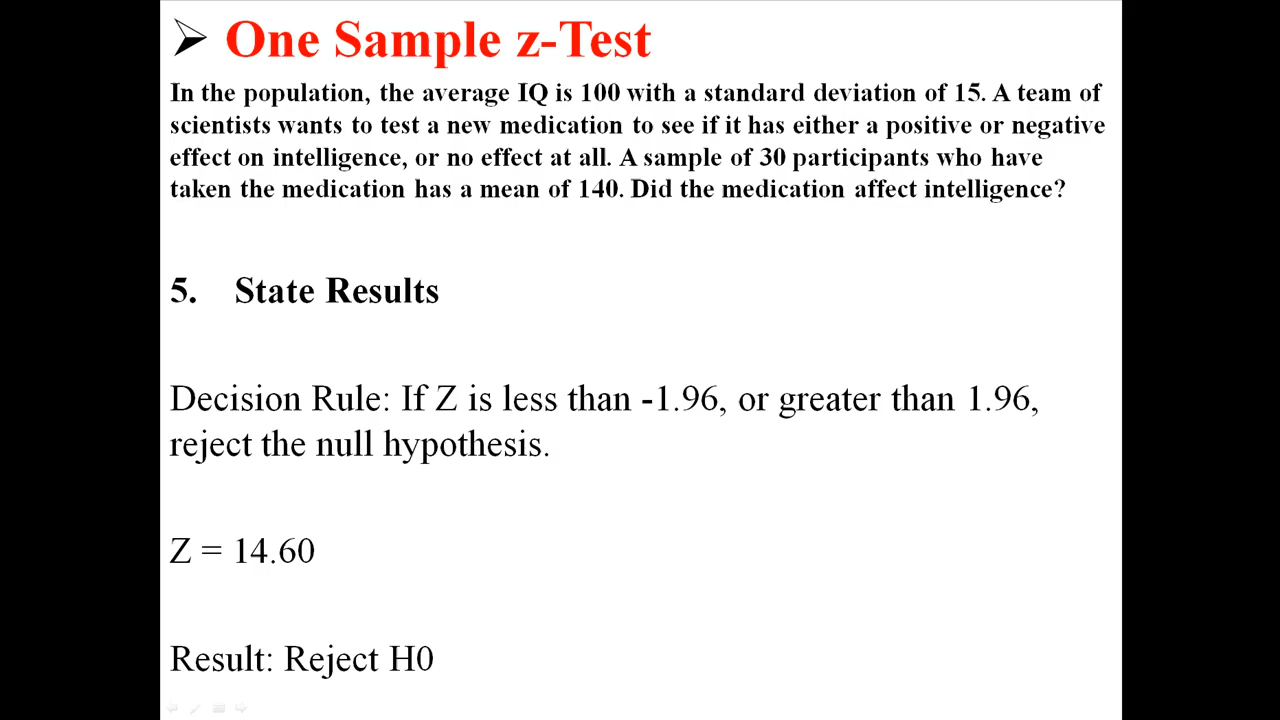 ➢ One Sample z-Test
In the population, the average IQ is 100 with a standard deviation of 15. A team of
scientists wants to test a new medication to see if it has either a positive or negative
effect on intelligence, or no effect at all. A sample of 30 participants who have
taken the medication has a mean of 140. Did the medication affect intelligence?
5. State Results
Decision Rule: If Z is less than -1.96, or greater than 1.96,
reject the null hypothesis.
Z = 14.60
Result: Reject H0